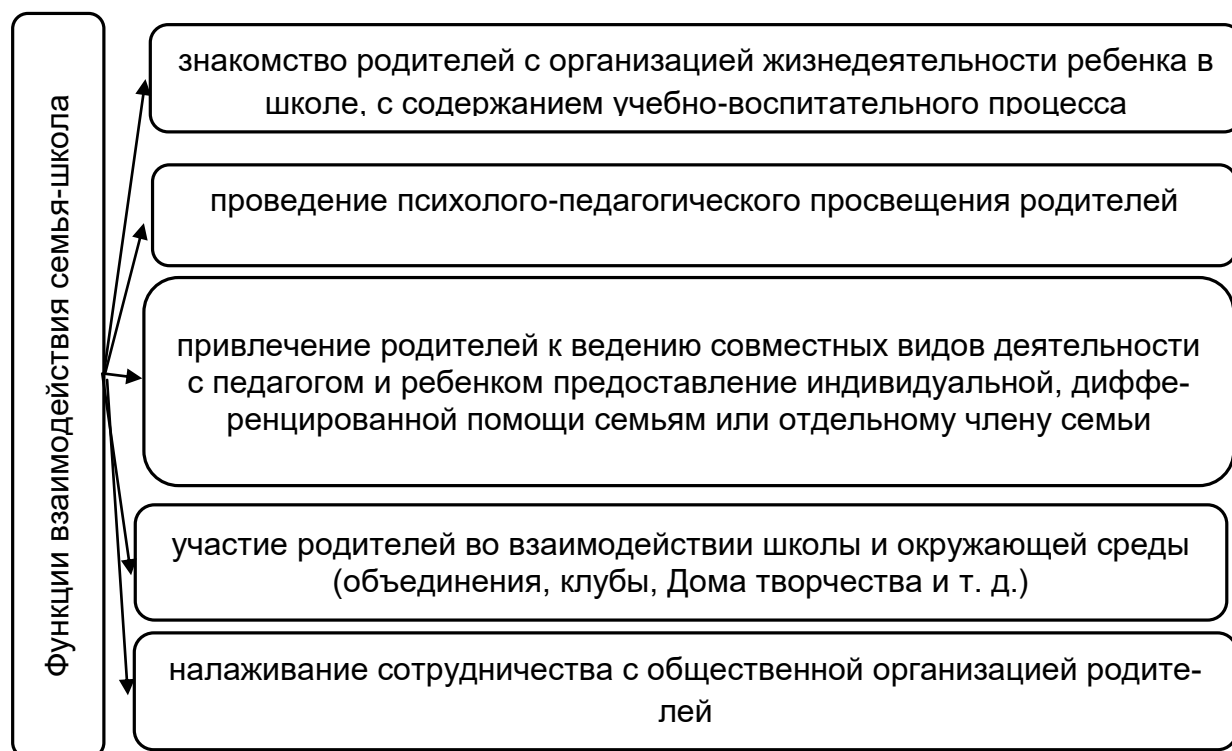 Функции взаимодействия семья-школа
знакомство родителей с организацией жизнедеятельности ребенка в
школе, с содержанием учебно-воспитательного процесса
проведение психолого-педагогического просвещения родителей
привлечение родителей к ведению совместных видов деятельности
с педагогом и ребенком предоставление индивидуальной, диффе-
ренцированной помощи семьям или отдельному члену семьи
участие родителей во взаимодействии школы и окружающей среды
(объединения, клубы, Дома творчества и т. д.)
налаживание сотрудничества с общественной организацией родите-
лей